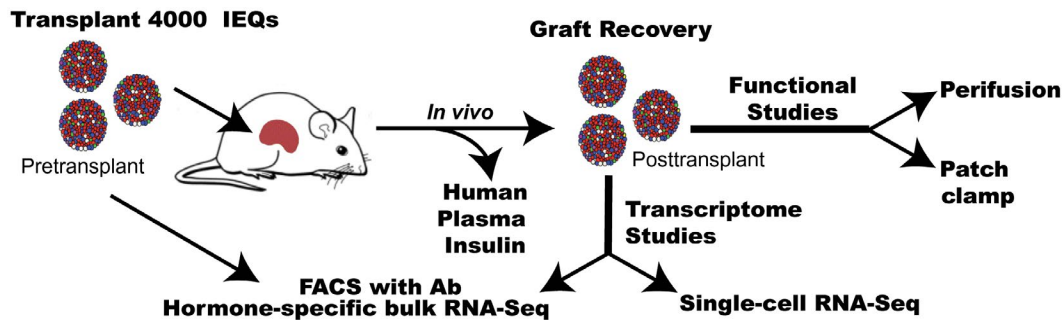 Transplant 4000 IEQs
Pretransplant
In vivo
Human
Plasma
Insulin
Graft Recovery
Posttransplant
Functional
Studies
Perifusion
Patch
clamp
Transcriptome
Studies
FACS with Ab
Hormone-specific bulk RNA-Seq
Single-cell RNA-Seq